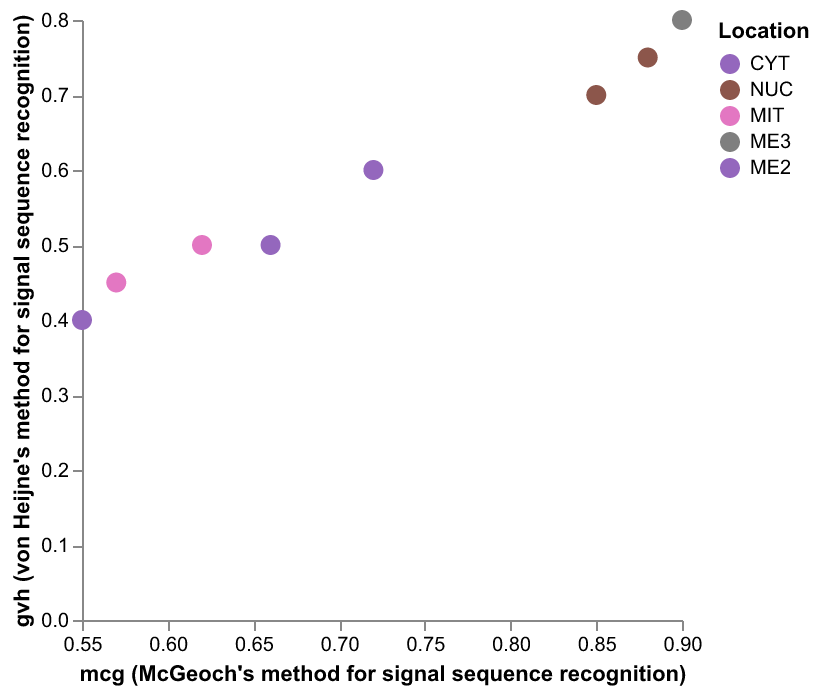 0.8
0.7
0.6
0.5
0.4
0.3
0.2
0.1
0.0
gvh (von Heijne's method for signal sequence recognition)
0.55 0.60 0.65 0.70 0.75 0.80 0.85 0.90
mcg (McGeoch's method for signal sequence recognition)
Location
CYT
NUC
MIT
ME3
ME2